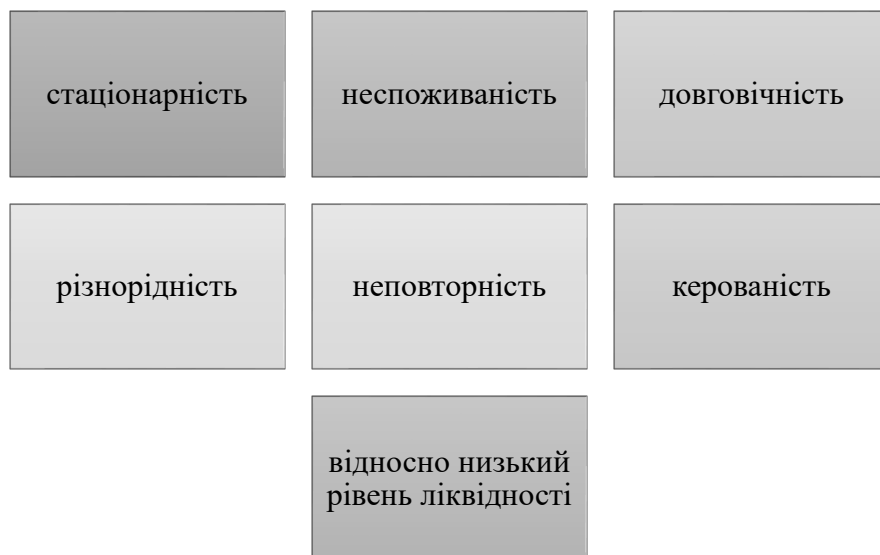 стаціонарність
неспоживаність
довговічність
різнорідність
неповторність
керованість
відносно низький
рівень ліквідності